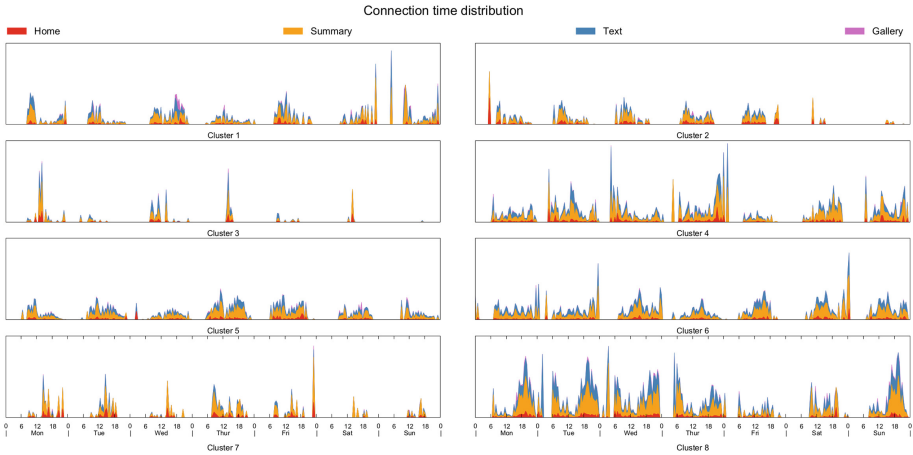 Connection time distribution
Home Summary Text Gallery
Cluster 1 Cluster 2
Cluster 3 Cluster 4
Cluster 5 Cluster 6
0 6 12 18 0 6 12 18 0 6 12 18 0 6 12 18 0 6 12 18 0 6 12 18 0 6 12 18 0 0 6 12 18 0 6 12 18 0 6 12 18 0 6 12 18 0 6 12 18 0 6 12 18 0 6 12 18 0
Mon Tue Wed Thur Fri Sat Sun Mon Tue Wed Thur Fri Sat Sun
Cluster 7 Cluster 8